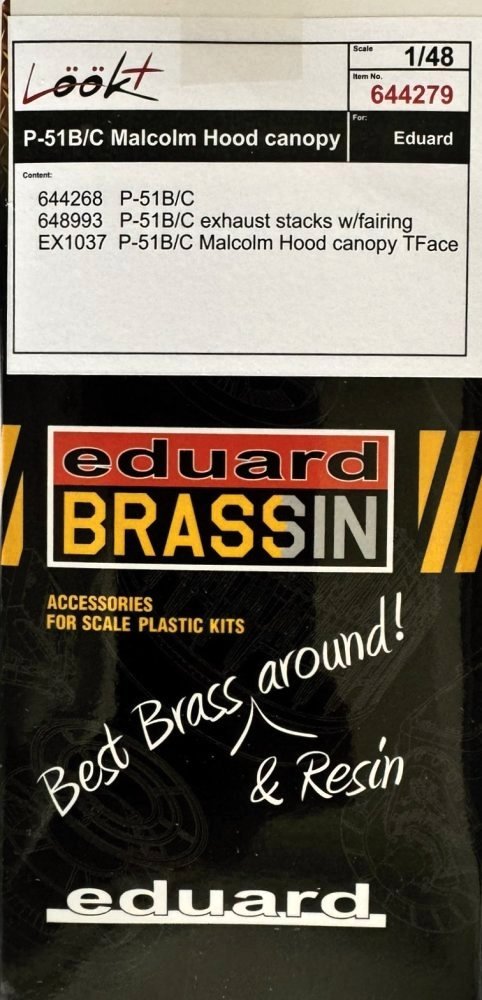 Löök+
Scale
1/48
Item No.
644279
P-51B/C Malcolm Hood canopy
For:
Eduard
Content:
644268 P-51B/C
648993 P-51B/C exhaust stacks w/fairing
EX1037 P-51B/C Malcolm Hood canopy TFace
eduard
BRASSIN
ACCESSORIES
FOR SCALE PLASTIC KITS
Best Brass around!
& Resin
eduard